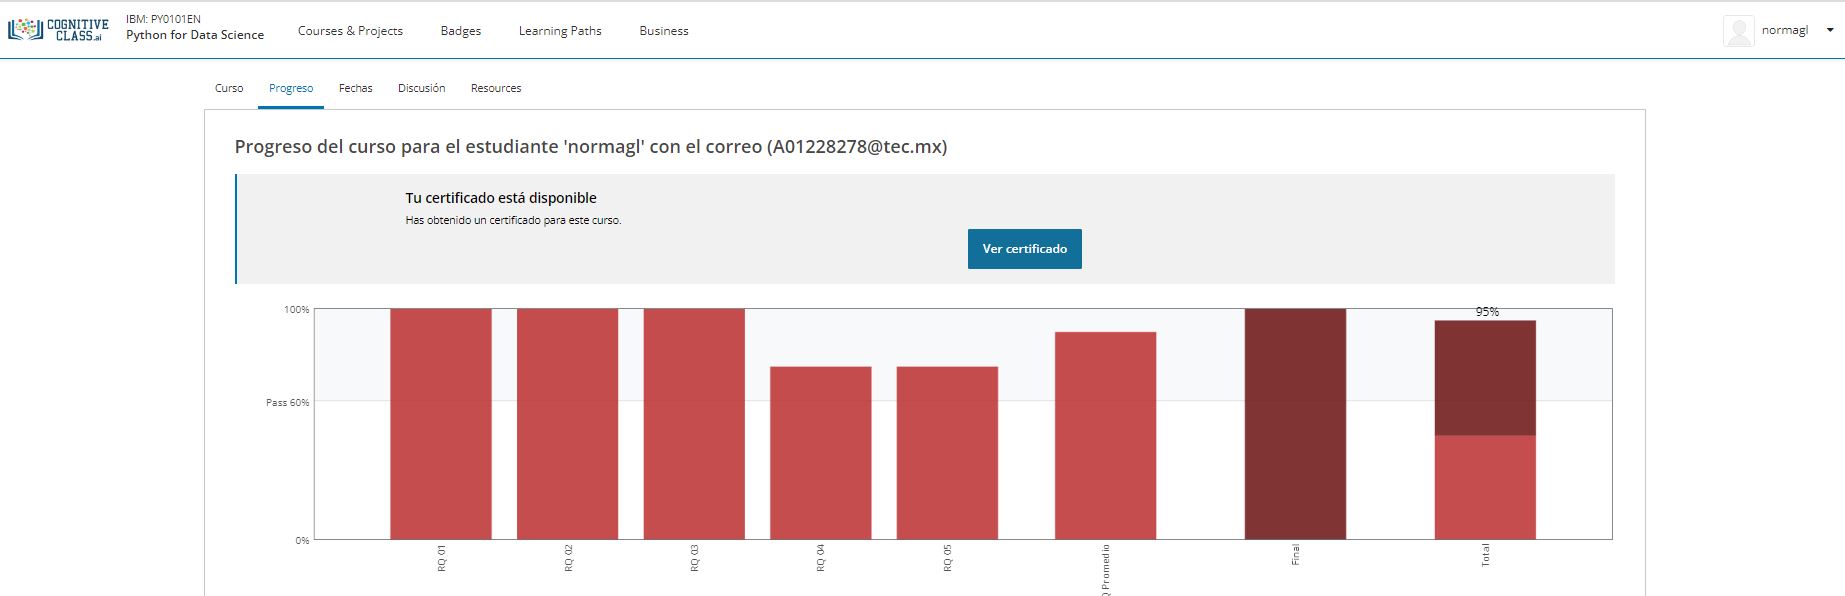 COGNITIVE
CLASS.ai
IBM: PY0101EN
Python for Data Science
Courses & Projects
Badges
Learning Paths
Business
normagl
Curso
Progreso
Fechas
Discusión
Resources
Progreso del curso para el estudiante 'normagl' con el correo (A01228278@tec.mx)
Tu certificado está disponible
Has obtenido un certificado para este curso.
Ver certificado
100%
95%
Pass 60%
0%
RQ 01
RQ 02
RQ 03
RQ 04
RQ 05
Promedio
Final
Total